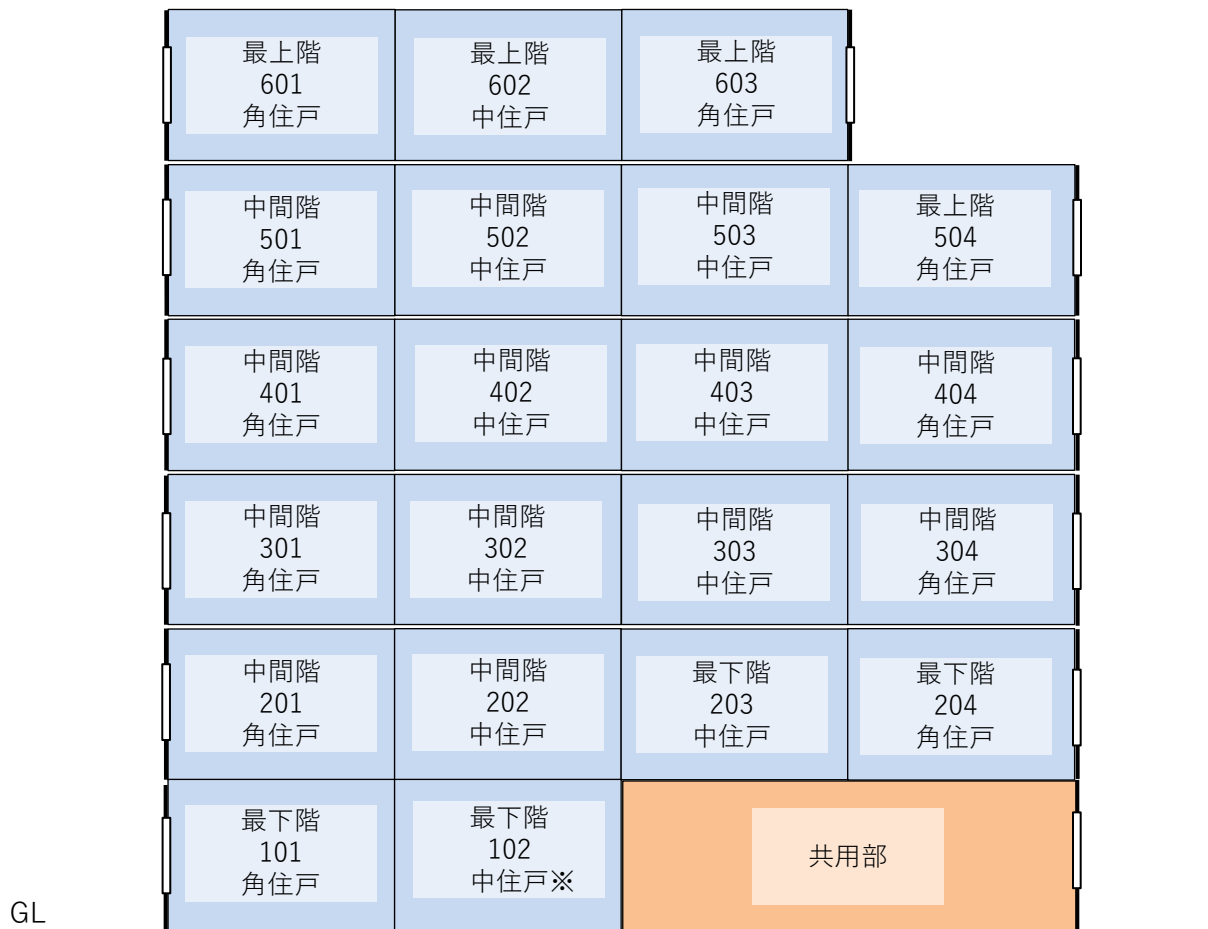 最上階
601
角住戸
最上階
602
中住戸
最上階
603
角住戸
中間階
501
角住戸
中間階
502
中住戸
中間階
503
中住戸
最上階
504
角住戸
中間階
401
角住戸
中間階
402
中住戸
中間階
403
中住戸
中間階
404
角住戸
中間階
301
角住戸
中間階
302
中住戸
中間階
303
中住戸
中間階
304
角住戸
中間階
201
角住戸
中間階
202
中住戸
最下階
203
中住戸
最下階
204
角住戸
最下階
101
角住戸
最下階
102
中住戸※
共用部
GL